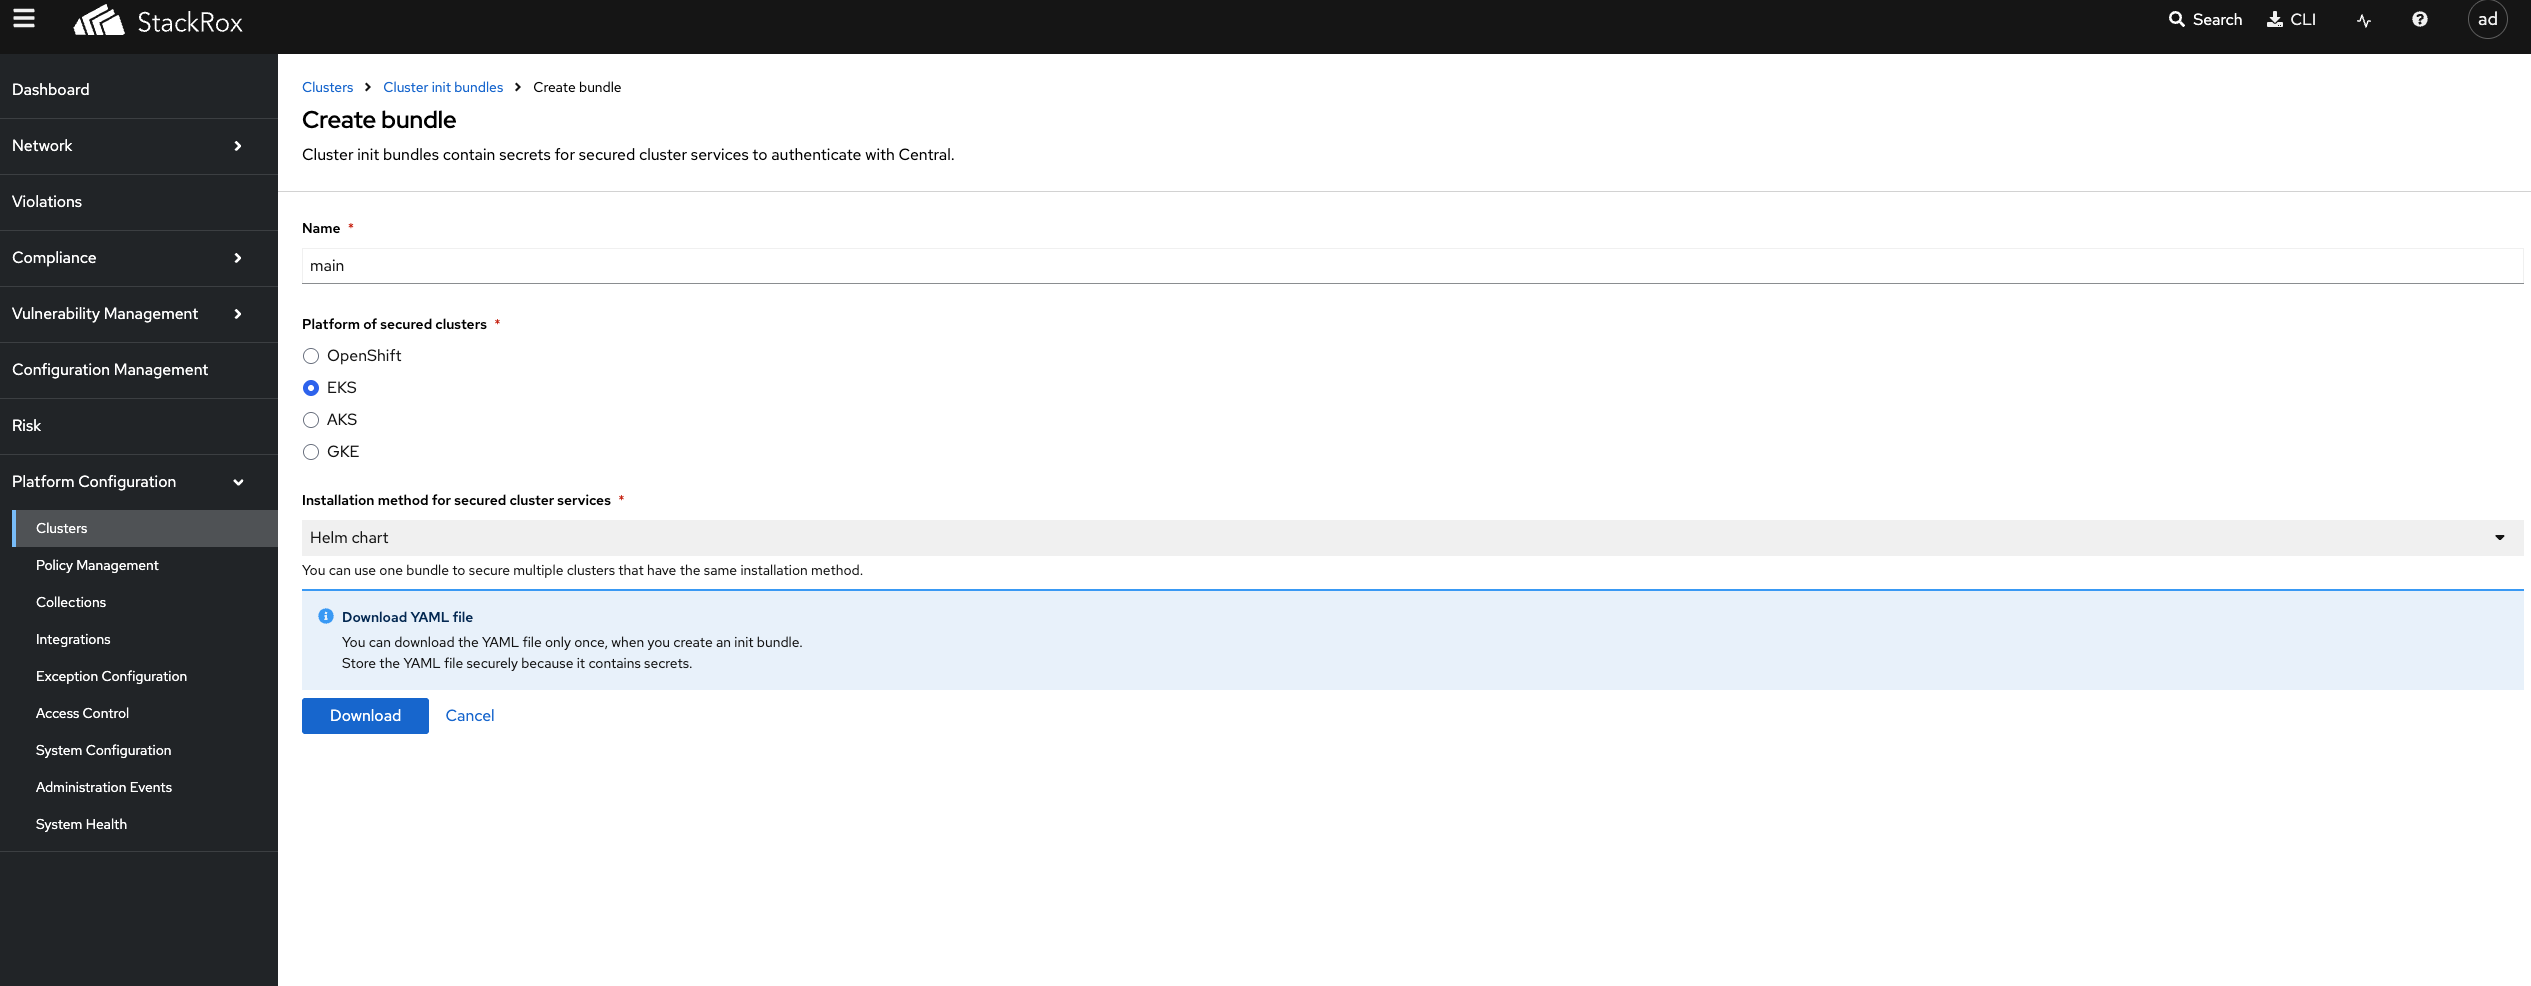 StackRox
Search
CLI
ad
Dashboard
Network
Violations
Compliance
Vulnerability Management
Configuration Management
Risk
Platform Configuration
Clusters
Policy Management
Collections
Integrations
Exception Configuration
Access Control
System Configuration
Administration Events
System Health
Clusters > Cluster init bundles > Create bundle
Create bundle
Cluster init bundles contain secrets for secured cluster services to authenticate with Central.
Name *
main
Platform of secured clusters *
OpenShift
EKS
AKS
GKE
Installation method for secured cluster services *
Helm chart
You can use one bundle to secure multiple clusters that have the same installation method.
Download YAML file
You can download the YAML file only once, when you create an init bundle.
Store the YAML file securely because it contains secrets.
Download Cancel